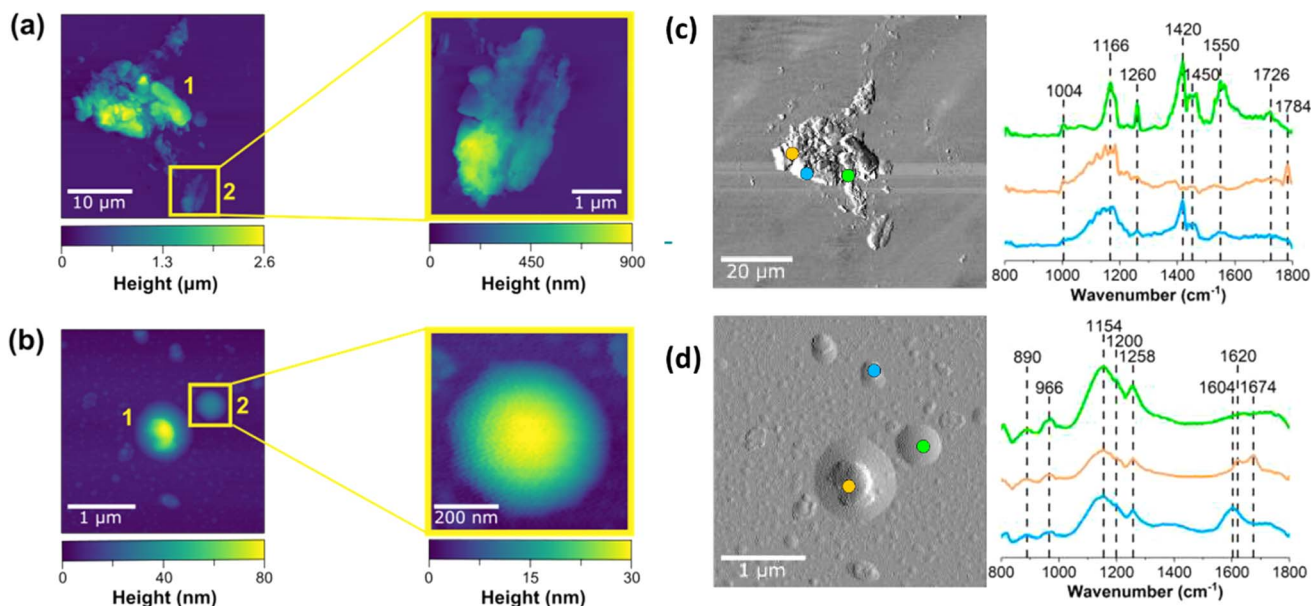 (a)
1
2
10 µm
1 µm
0 1.3 2.6
Height (µm)
0 450 900
Height (nm)
(b)
1
2
1 µm
200 nm
0 40 80
Height (nm)
0 15 30
Height (nm)
(c)
20 µm
1004
1166
1260
1420
1450
1550
1726
1784
800 1000 1200 1400 1600 1800
Wavenumber (cm-1)
(d)
1 µm
890
966
1154
1200
1258
1604
1620
1674
800 1000 1200 1400 1600 1800
Wavenumber (cm-1)